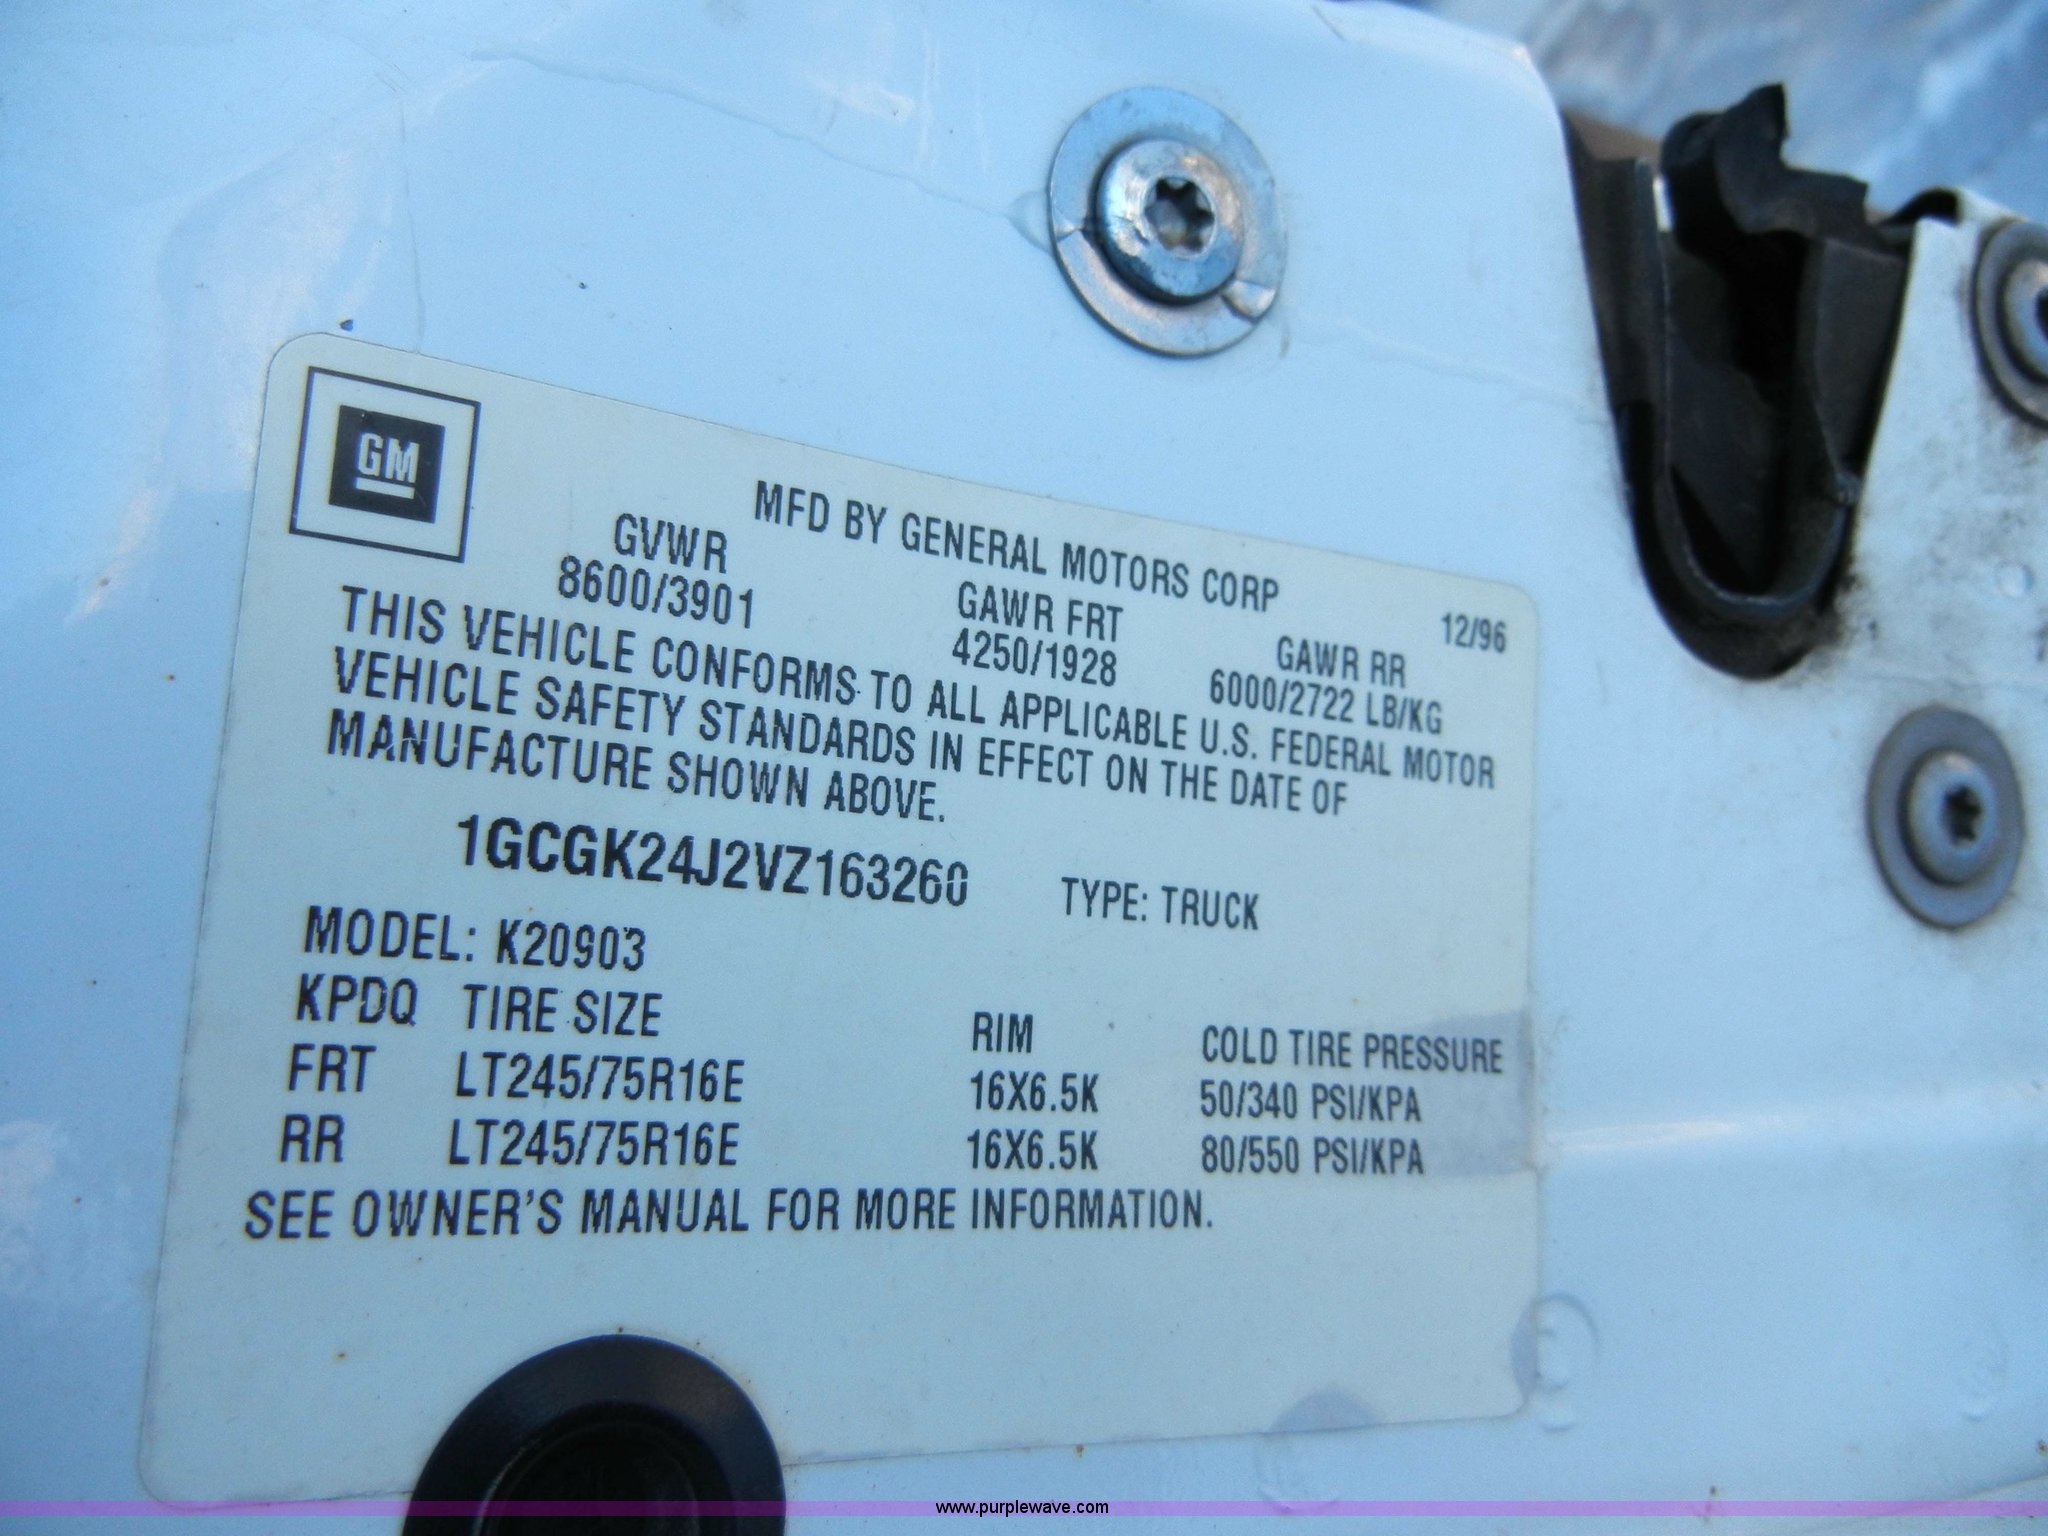 GM
MFD BY GENERAL MOTORS CORP 12/96
GVWR GAWR FRT GAWR RR
8600/3901 4250/1928 6000/2722 LB/KG
THIS VEHICLE CONFORMS TO ALL APPLICABLE U.S. FEDERAL MOTOR
VEHICLE SAFETY STANDARDS IN EFFECT ON THE DATE OF
MANUFACTURE SHOWN ABOVE.
1GCGK24J2VZ163260 TYPE: TRUCK
MODEL: K20903
KPDQ TIRE SIZE RIM COLD TIRE PRESSURE
FRT LT245/75R16E 16X6.5K 50/340 PSI/KPA
RR LT245/75R16E 16X6.5K 80/550 PSI/KPA
SEE OWNER'S MANUAL FOR MORE INFORMATION.
www.purplewave.com